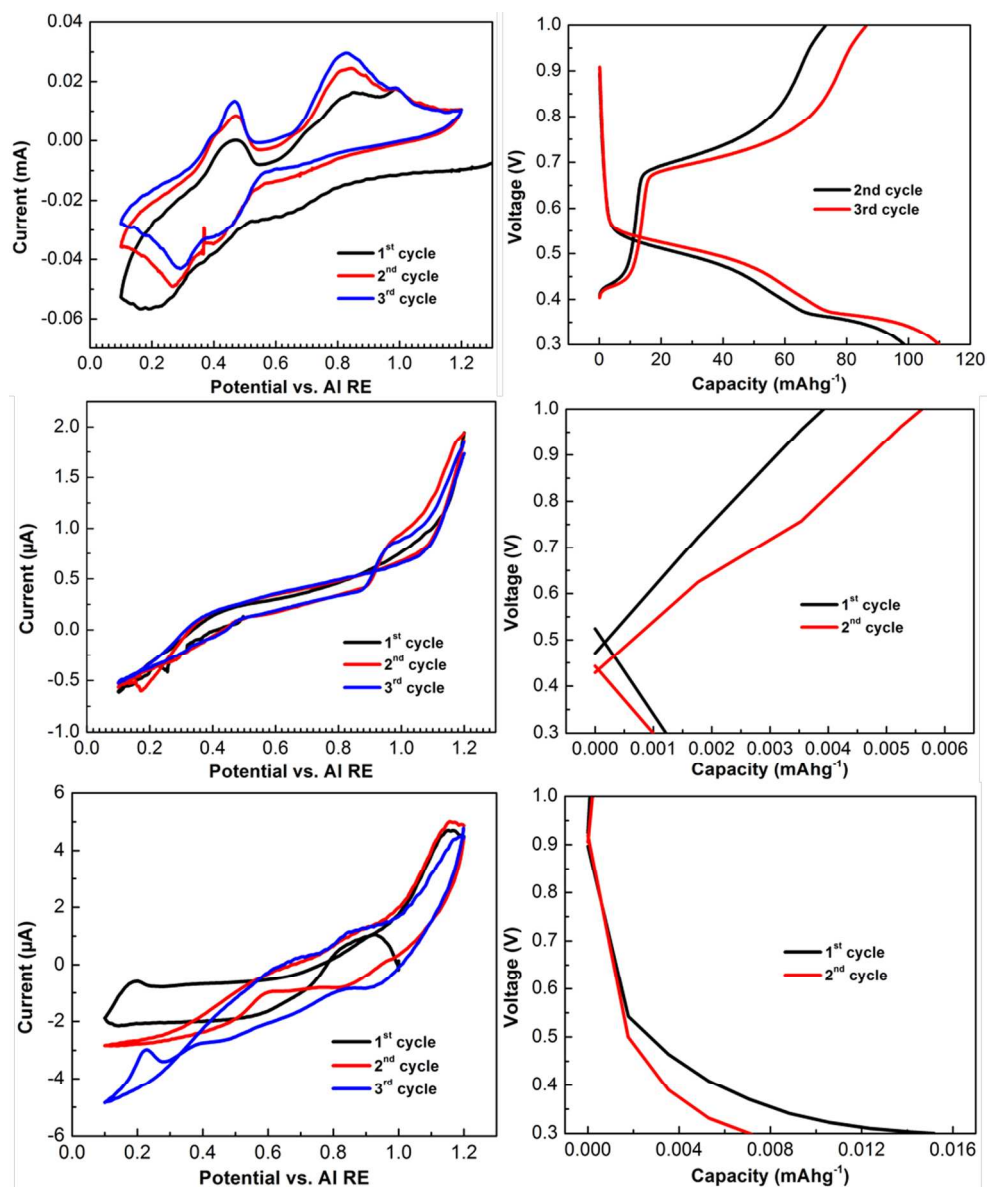 0.04
0.02
0.00
-0.02
-0.04
-0.06
Current (mA)
1st cycle
2nd cycle
3rd cycle
0.0 0.2 0.4 0.6 0.8 1.0 1.2
Potential vs. Al RE
1.0
0.9
0.8
0.7
0.6
0.5
0.4
0.3
Voltage (V)
2nd cycle
3rd cycle
0 20 40 60 80 100 120
Capacity (mAhg-1)
2.0
1.5
1.0
0.5
0.0
-0.5
-1.0
Current (µA)
1st cycle
2nd cycle
3rd cycle
0.0 0.2 0.4 0.6 0.8 1.0 1.2
Potential vs. Al RE
1.0
0.9
0.8
0.7
0.6
0.5
0.4
0.3
Voltage (V)
1st cycle
2nd cycle
0.000 0.001 0.002 0.003 0.004 0.005 0.006
Capacity (mAhg-1)
6
4
2
0
-2
-4
-6
Current (µA)
1st cycle
2nd cycle
3rd cycle
0.0 0.2 0.4 0.6 0.8 1.0 1.2
Potential vs. Al RE
1.0
0.9
0.8
0.7
0.6
0.5
0.4
0.3
Voltage (V)
1st cycle
2nd cycle
0.000 0.004 0.008 0.012 0.016
Capacity (mAhg-1)